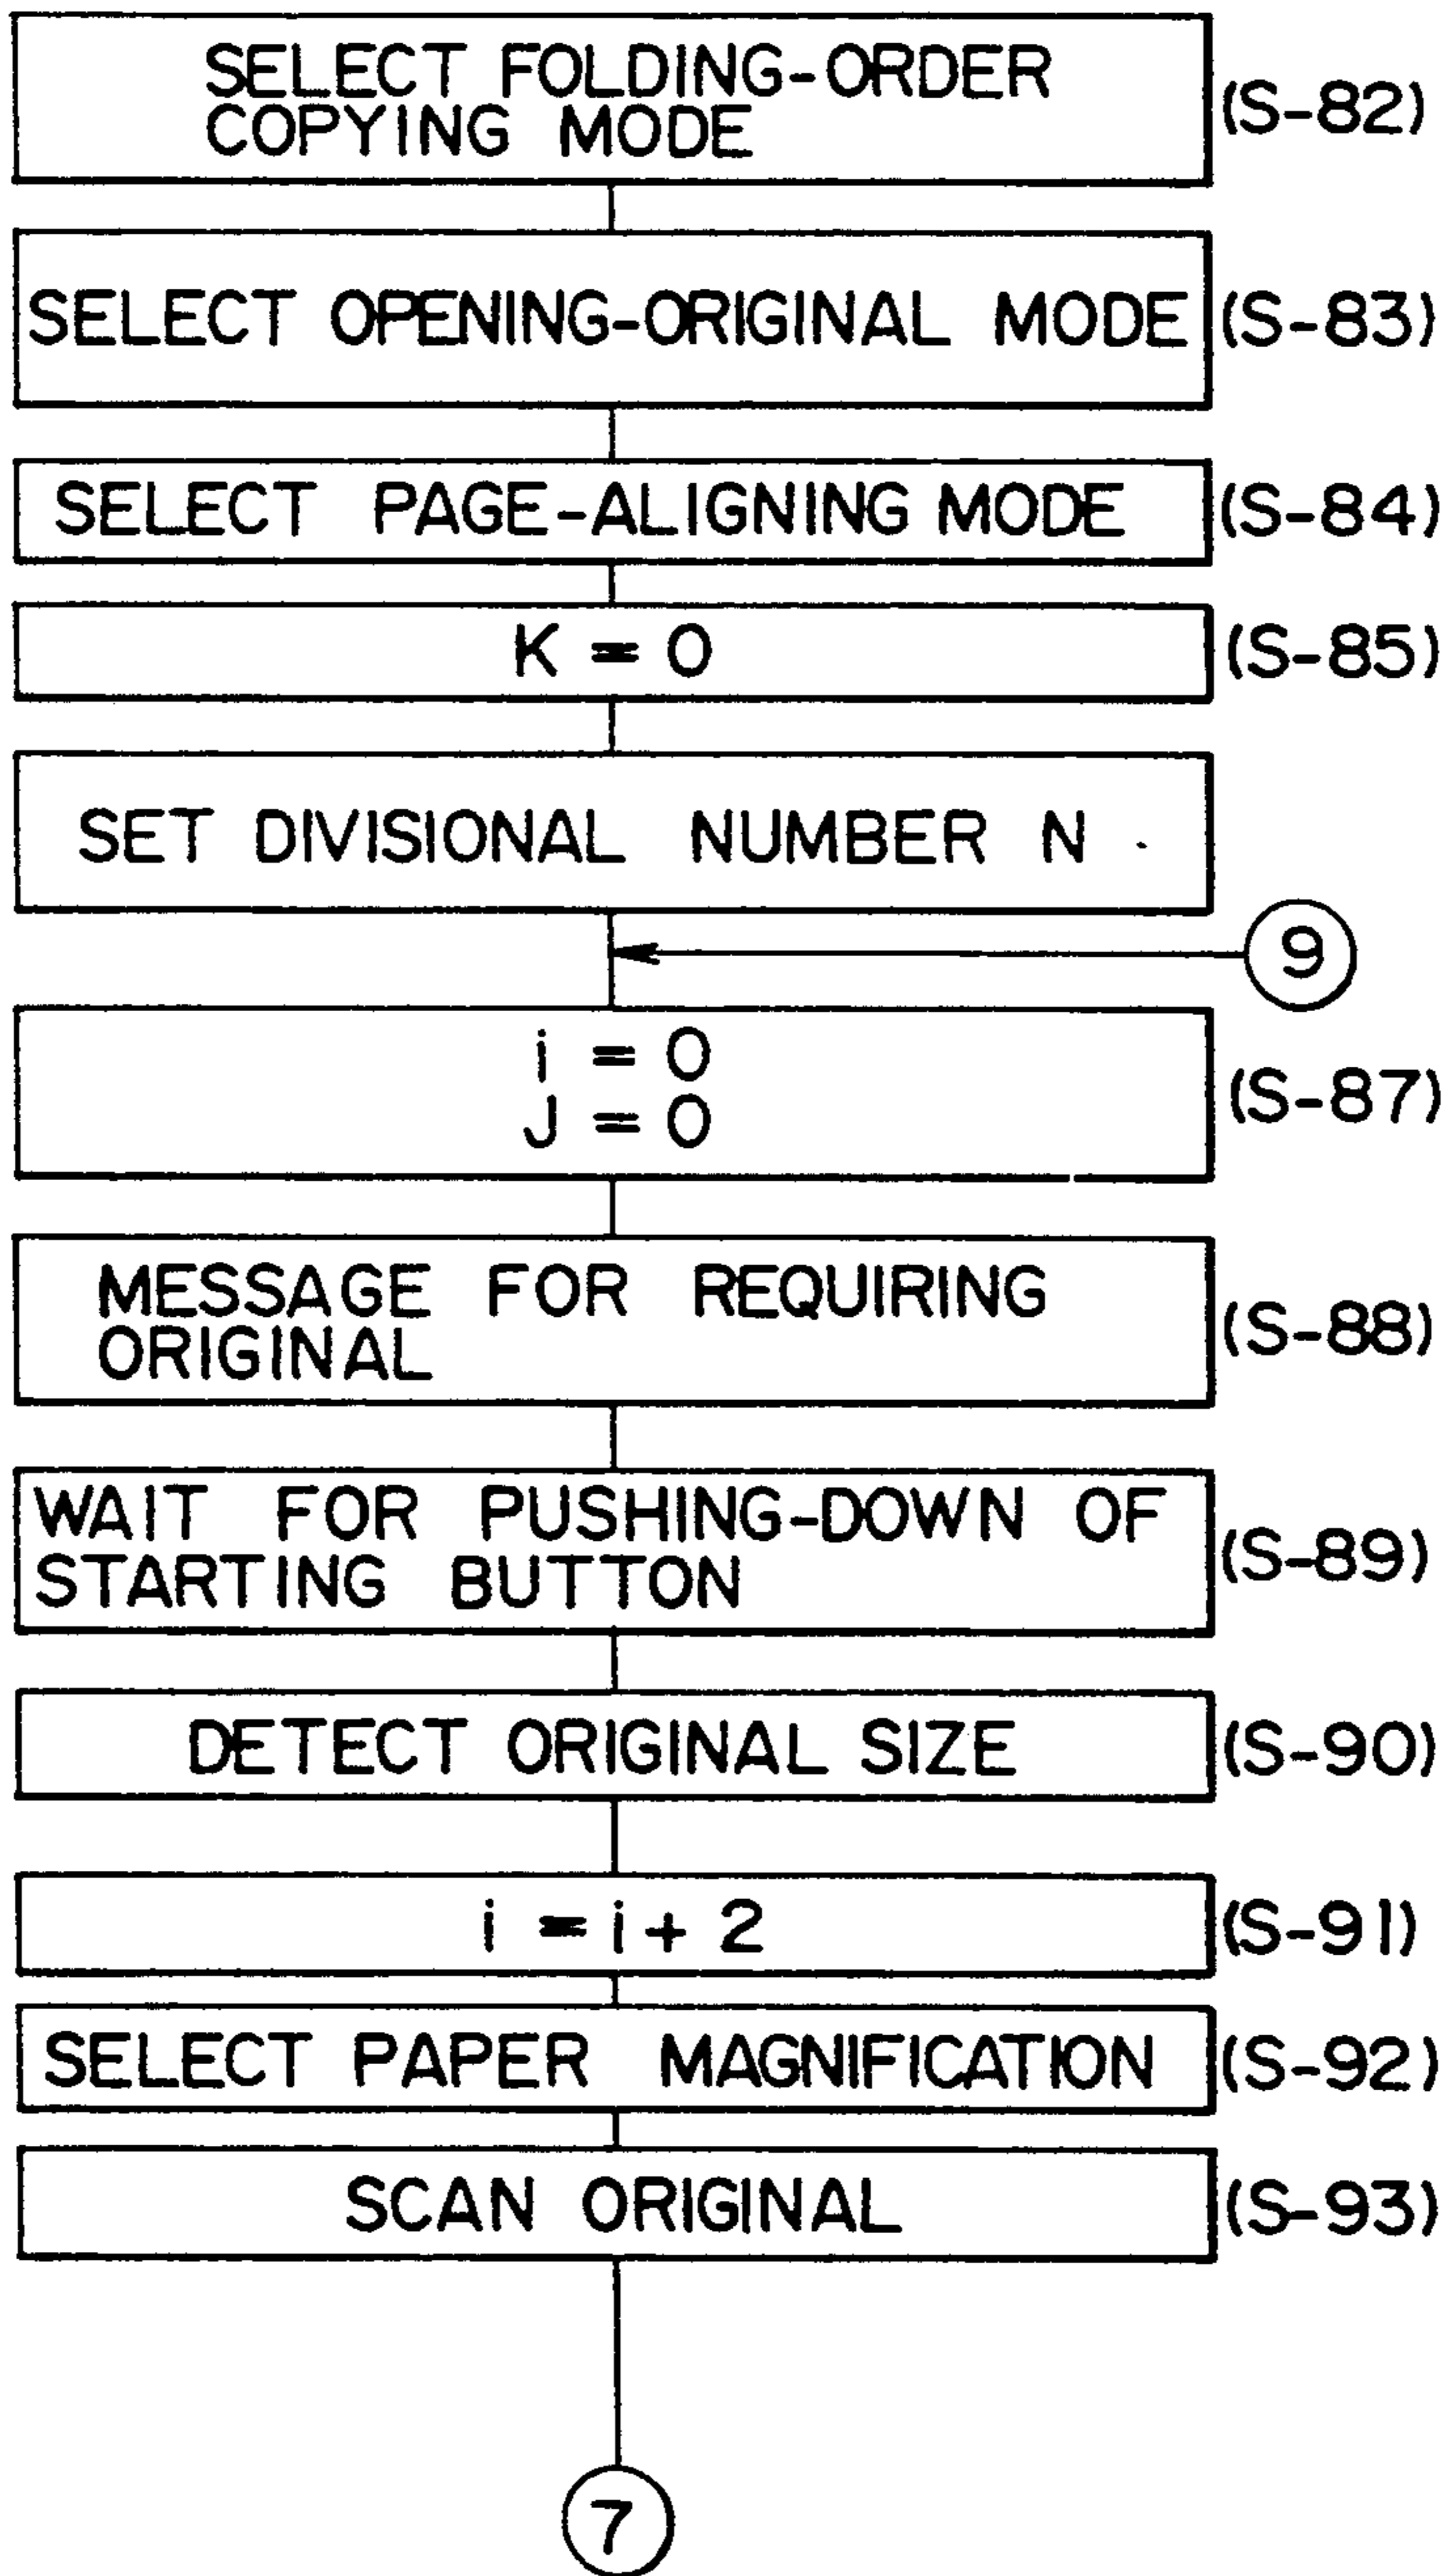 SELECT FOLDING-ORDER
COPYING MODE
(S-82)
SELECT OPENING-ORIGINAL MODE
(S-83)
SELECT PAGE-ALIGNING MODE
(S-84)
K = 0
(S-85)
SET DIVISIONAL NUMBER N
9
i = 0
J = 0
(S-87)
MESSAGE FOR REQUIRING
ORIGINAL
(S-88)
WAIT FOR PUSHING-DOWN OF
STARTING BUTTON
(S-89)
DETECT ORIGINAL SIZE
(S-90)
i = i + 2
(S-91)
SELECT PAPER MAGNIFICATION
(S-92)
SCAN ORIGINAL
(S-93)
7